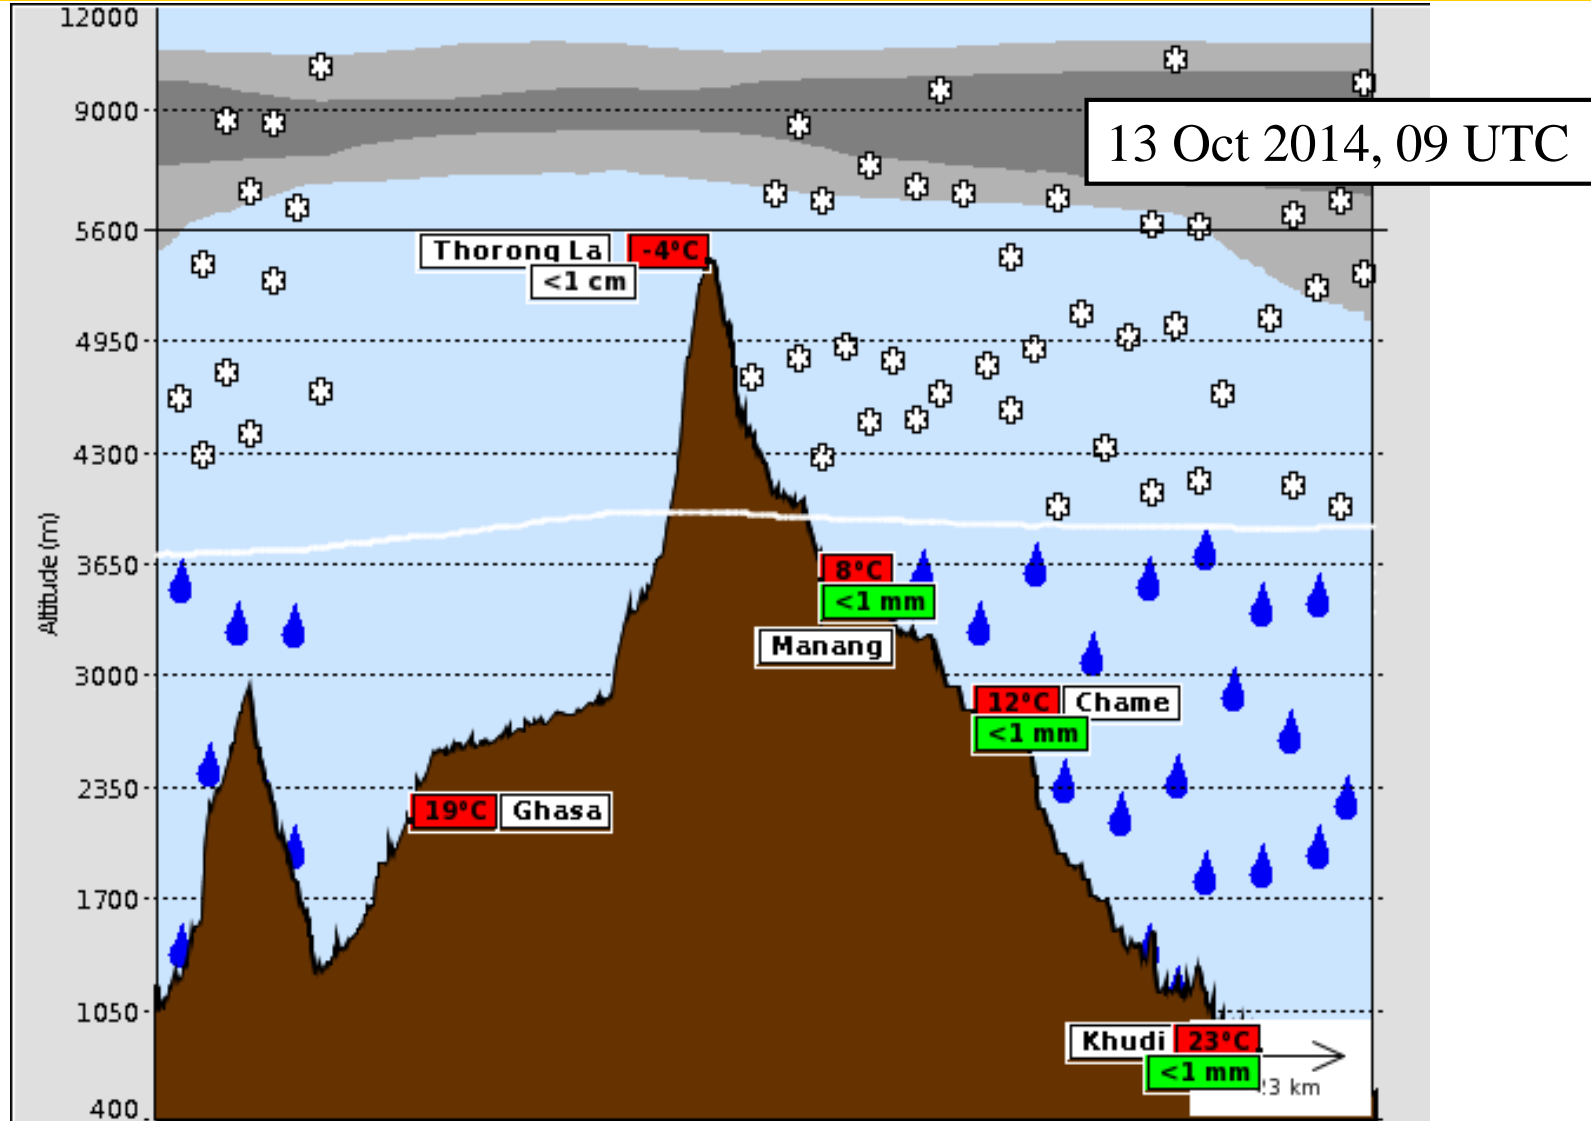 12000
13 Oct 2014, 09 UTC
9000
5600
Thorong La -4°C
<1 cm
4950
4300
Altitude (m)
3650
8°C
<1 mm
Manang
3000
12°C Chame
<1 mm
2350
19°C Ghasa
1700
1050
Khudi 23°C
<1 mm
km
400